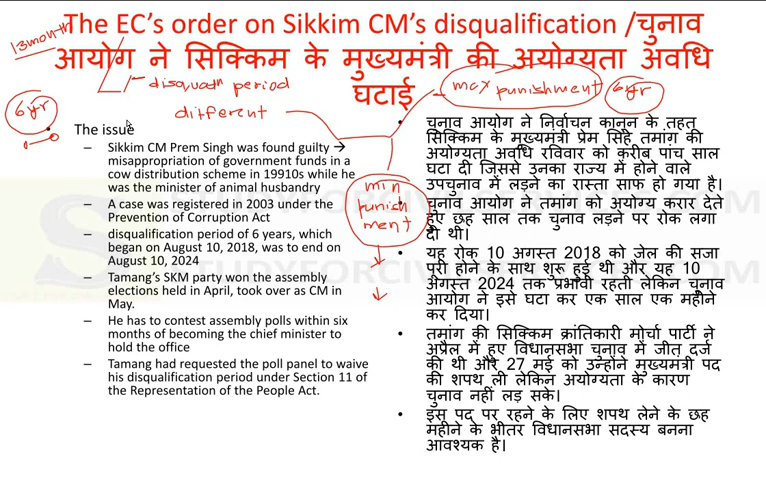 The EC's order on Sikkim CM's disqualification /चुनाव
आयोग ने सिक्किम के मुख्यमंत्री की अयोग्यता अवधि
घटाई
13month
disquaₗn period
different
max punishment
6yr
6yr
min
punish
ment
• The issue
– Sikkim CM Prem Singh was found guilty →
misappropriation of government funds in a
cow distribution scheme in 19910s while he
was the minister of animal husbandry
– A case was registered in 2003 under the
Prevention of Corruption Act
– disqualification period of 6 years, which
began on August 10, 2018, was to end on
August 10, 2024
– Tamang's SKM party won the assembly
elections held in April, took over as CM in
May.
– He has to contest assembly polls within six
months of becoming the chief minister to
hold the office
– Tamang had requested the poll panel to waive
his disqualification period under Section 11 of
the Representation of the People Act.
• चुनाव आयोग ने निर्वाचन कानून के तहत
सिक्किम के मुख्यमंत्री प्रेम सिंह तमांग की
अयोग्यता अवधि रविवार को करीब पांच साल
घटा दी जिससे उनका राज्य में होने वाले
उपचुनाव में लड़ने का रास्ता साफ हो गया है।
• चुनाव आयोग ने तमांग को अयोग्य करार देते
हुए छह साल तक चुनाव लड़ने पर रोक लगा
दी थी।
• यह रोक 10 अगस्त 2018 को जेल की सजा
पूरी होने के साथ शुरू हुई थी और यह 10
अगस्त 2024 तक प्रभावी रहती लेकिन चुनाव
आयोग ने इसे घटा कर एक साल एक महीने
कर दिया।
• तमांग की सिक्किम क्रांतिकारी मोर्चा पार्टी ने
अप्रैल में हुए विधानसभा चुनाव में जीत दर्ज
की थी और 27 मई को उन्होंने मुख्यमंत्री पद
की शपथ ली लेकिन अयोग्यता के कारण
चुनाव नहीं लड़ सके।
• इस पद पर रहने के लिए शपथ लेने के छह
महीने के भीतर विधानसभा सदस्य बनना
आवश्यक है।